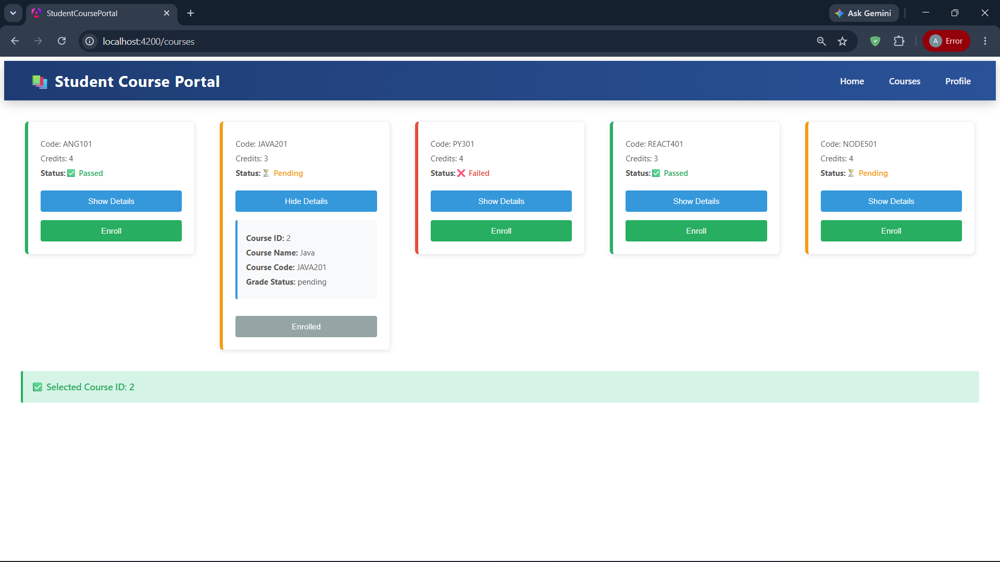 StudentCoursePortal
Ask Gemini
localhost:4200/courses
A Error
Student Course Portal
Home
Courses
Profile
Code: ANG101
Credits: 4
Status:✅ Passed
Show Details
Enroll
Code: JAVA201
Credits: 3
Status:⏳ Pending
Hide Details
Course ID: 2
Course Name: Java
Course Code: JAVA201
Grade Status: pending
Enrolled
Code: PY301
Credits: 4
Status:❌ Failed
Show Details
Enroll
Code: REACT401
Credits: 3
Status:✅ Passed
Show Details
Enroll
Code: NODE501
Credits: 4
Status:⏳ Pending
Show Details
Enroll
✅ Selected Course ID: 2